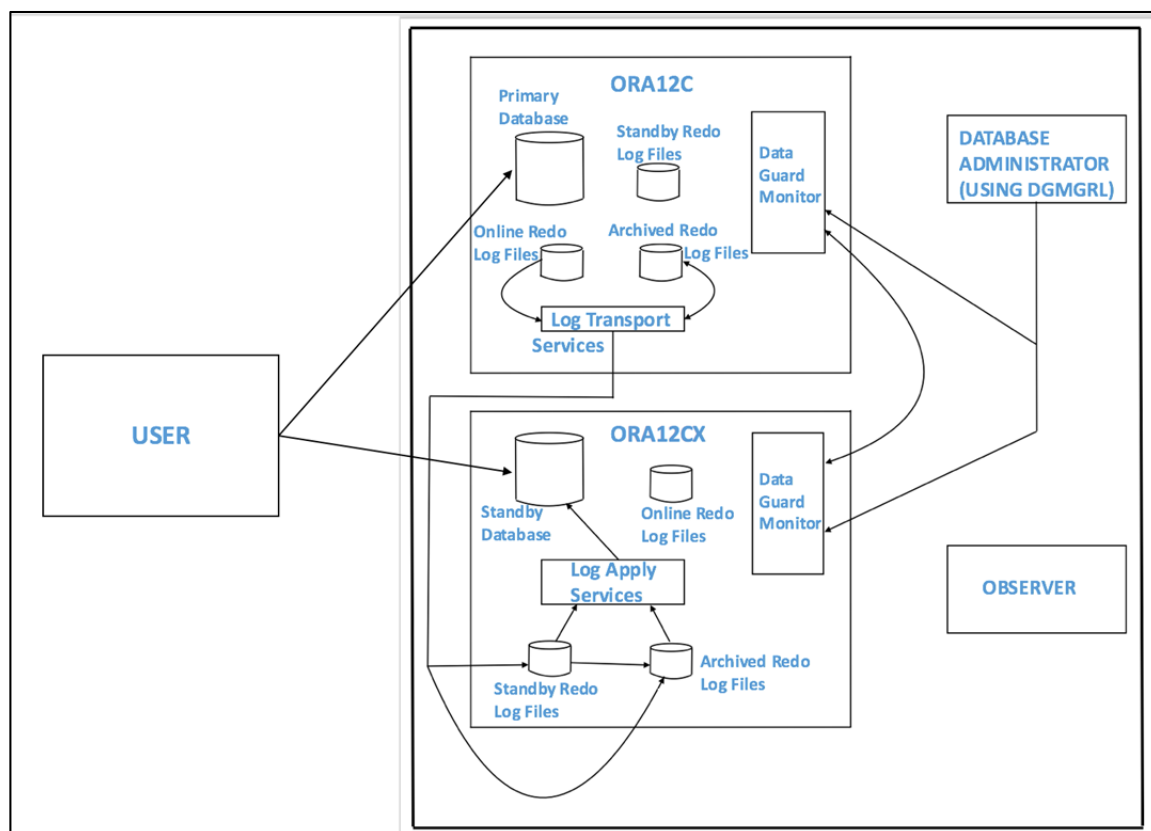 ORA12C
Primary
Database
Standby Redo
Log Files
Data
Guard
Monitor
DATABASE
ADMINISTRATOR
(USING DGMGRL)
Online Redo
Log Files
Archived Redo
Log Files
Log Transport
Services
USER
ORA12CX
Standby
Database
Online Redo
Log Files
Data
Guard
Monitor
Log Apply
Services
OBSERVER
Standby Redo
Log Files
Archived Redo
Log Files